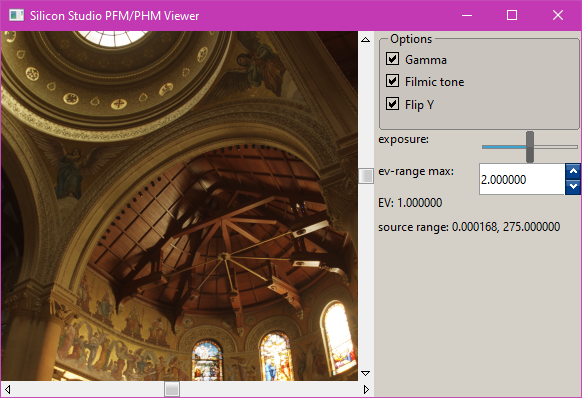 Silicon Studio PFM/PHM Viewer
Options
Gamma
Filmic tone
Flip Y
exposure:
ev-range max: 2.000000
EV: 1.000000
source range: 0.000168, 275.000000